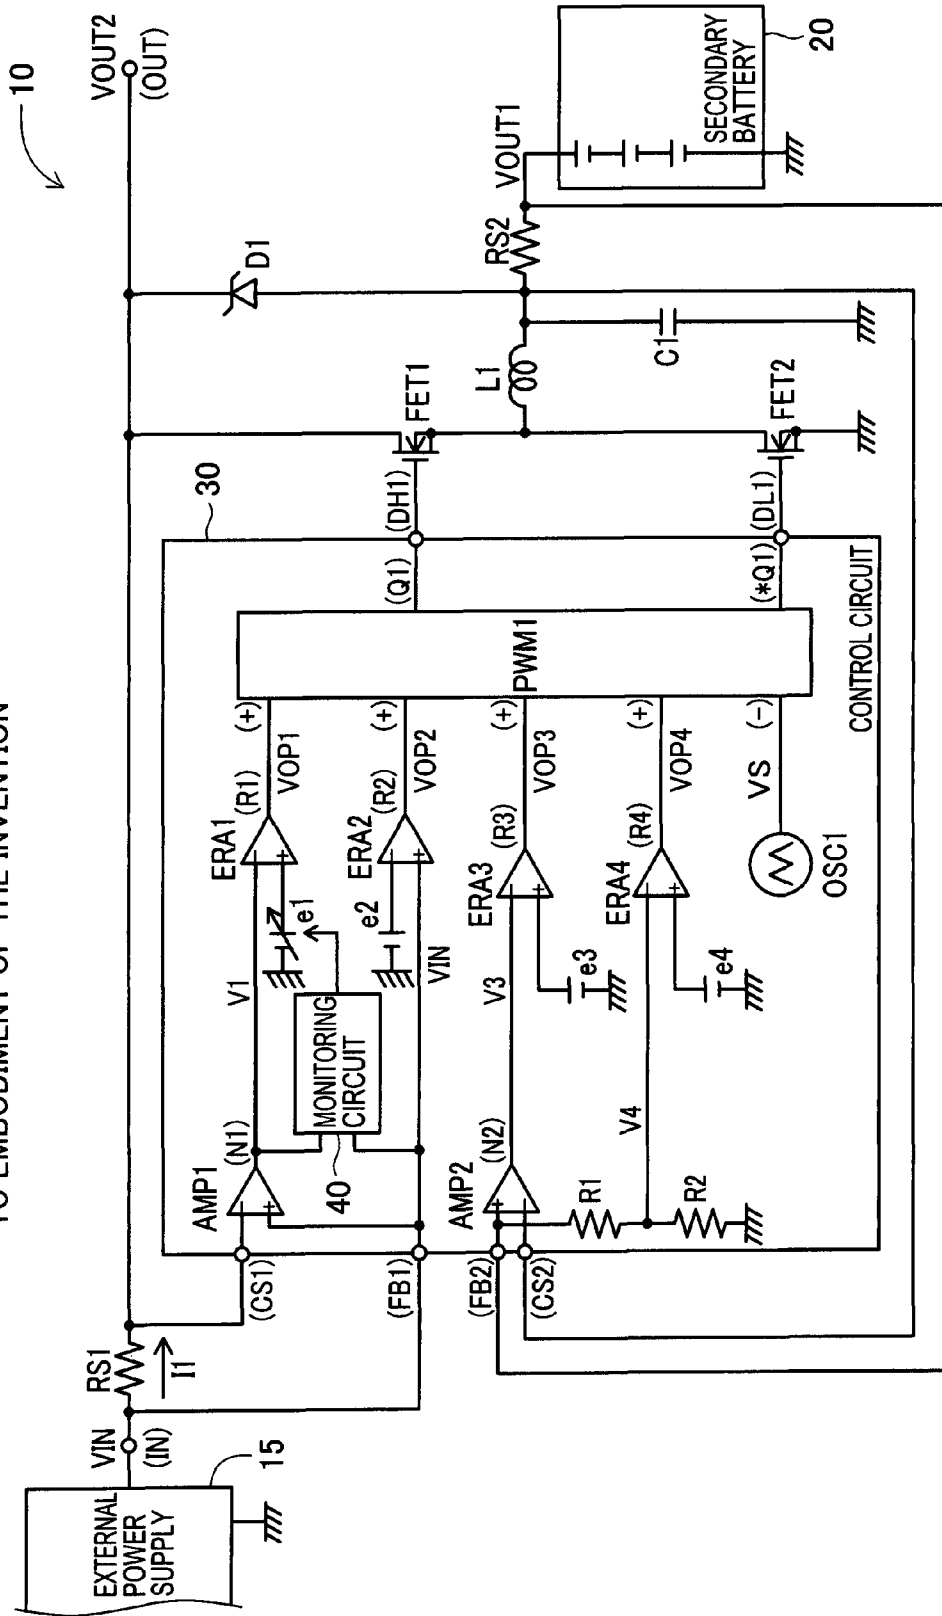 TO EMBODIMENT OF THE INVENTION
10
VOUT2
(OUT)
VIN
(IN)
RS1
I1
EXTERNAL
POWER
SUPPLY
15
D1
30
(CS1)
(FB1)
AMP1
(N1)
V1
MONITORING
CIRCUIT
40
e1
ERA1
(R1)
VOP1
(+)
e2
VIN
ERA2
(R2)
VOP2
(+)
(FB2)
(CS2)
AMP2
(N2)
V3
e3
ERA3
(R3)
VOP3
(+)
R1
R2
V4
e4
ERA4
(R4)
VOP4
(+)
OSC1
VS
(-)
PWM1
(Q1)
(*Q1)
(DH1)
(DL1)
CONTROL CIRCUIT
FET1
FET2
L1
C1
RS2
VOUT1
SECONDARY
BATTERY
20